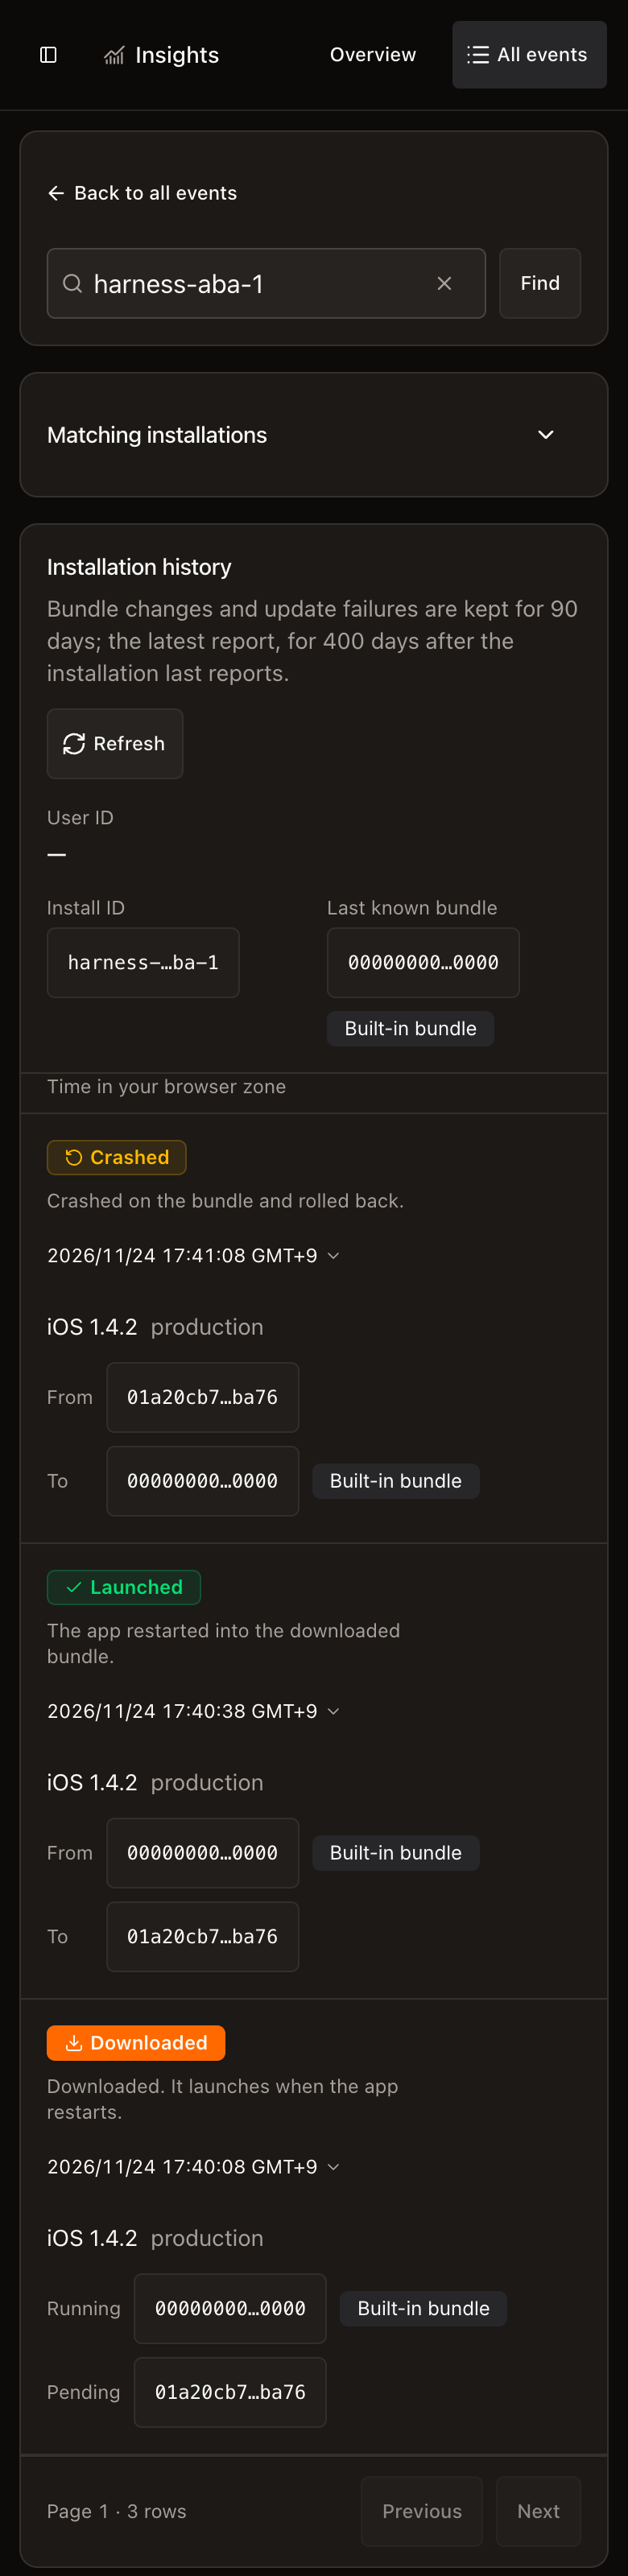 Insights
Overview
All events
Back to all events
harness-aba-1
Find
Matching installations
Installation history
Bundle changes and update failures are kept for 90
days; the latest report, for 400 days after the
installation last reports.
Refresh
User ID
—
Install ID
Last known bundle
harness-…ba-1
00000000…0000
Built-in bundle
Time in your browser zone
Crashed
Crashed on the bundle and rolled back.
2026/11/24 17:41:08 GMT+9
iOS 1.4.2 production
From 01a20cb7…ba76
To 00000000…0000 Built-in bundle
Launched
The app restarted into the downloaded
bundle.
2026/11/24 17:40:38 GMT+9
iOS 1.4.2 production
From 00000000…0000 Built-in bundle
To 01a20cb7…ba76
Downloaded
Downloaded. It launches when the app
restarts.
2026/11/24 17:40:08 GMT+9
iOS 1.4.2 production
Running 00000000…0000 Built-in bundle
Pending 01a20cb7…ba76
Page 1 · 3 rows
Previous
Next